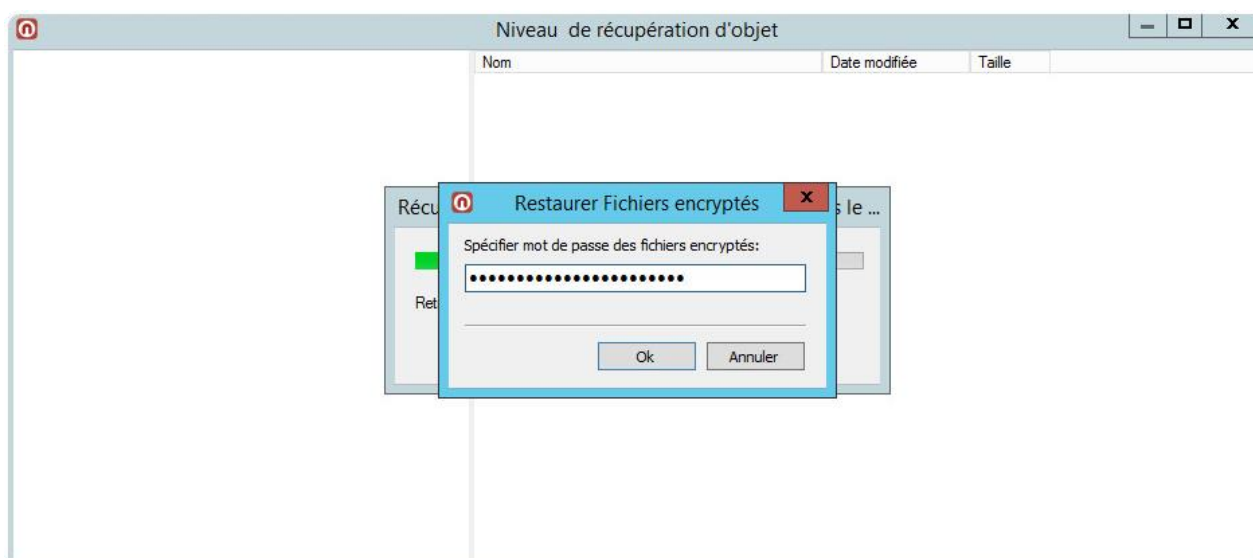 Niveau de récupération d'objet
Nom Date modifiée Taille
Récu s le ...
Restaurer Fichiers encryptés
Spécifier mot de passe des fichiers encryptés:
•••••••••••••••••••••••
Ret
Ok Annuler